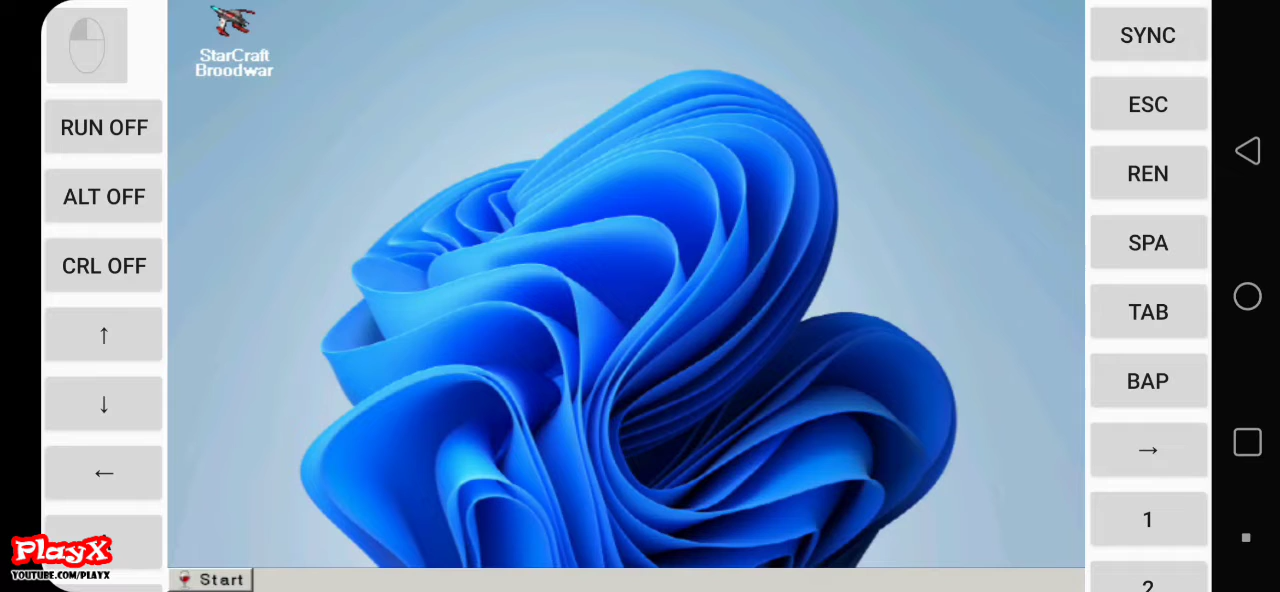 RUN OFF
ALT OFF
CRL OFF
↑
↓
←
PlayX
YOUTUBE.COM/PLAYX
StarCraft
Broodwar
Start
SYNC
ESC
REN
SPA
TAB
BAP
→
1
2